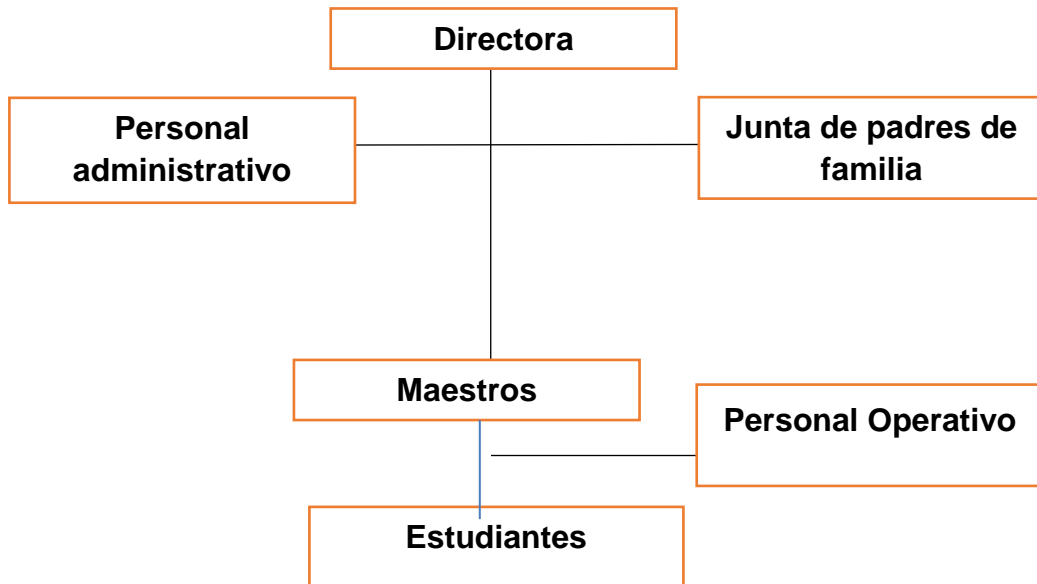 Directora
Personal
administrativo
Junta de padres de
familia
Maestros
Personal Operativo
Estudiantes